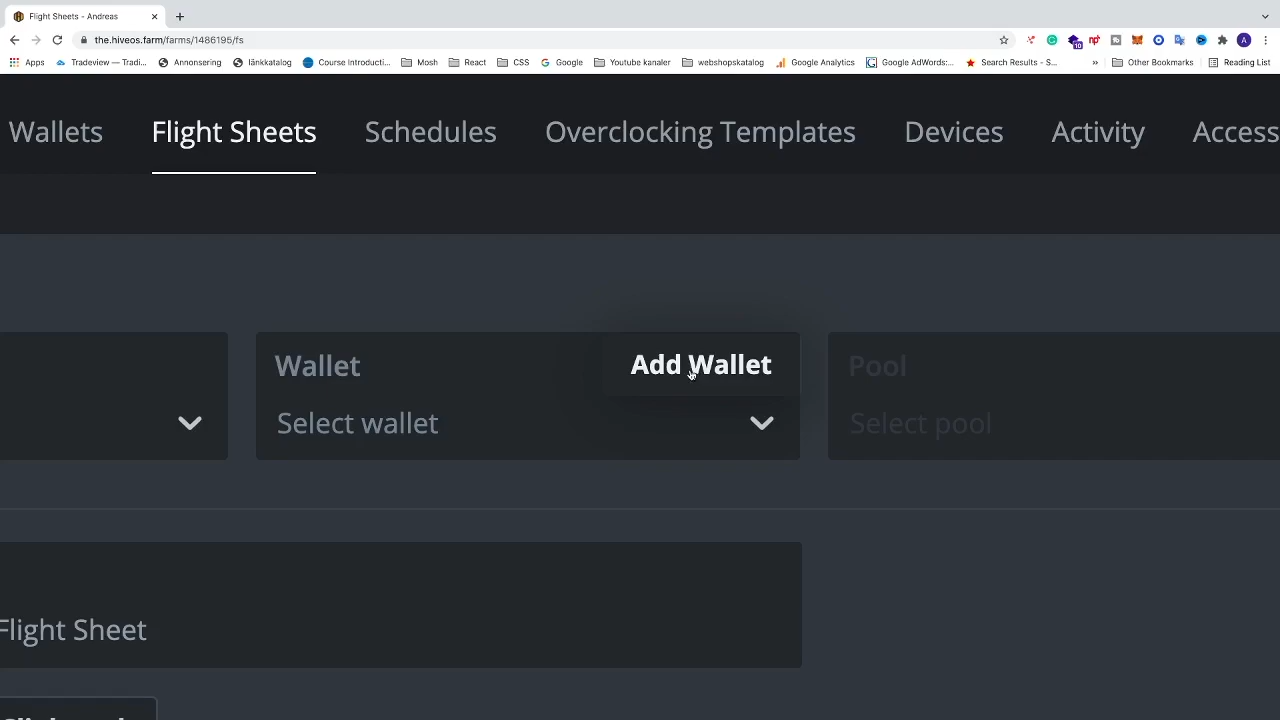 Flight Sheets - Andreas
the.hiveos.farm/farms/1486195/fs
Apps Tradeview — Tradi... Annonsering länkkatalog Course Introducti... Mosh React CSS Google Youtube kanaler webshopskatalog Google Analytics Google AdWords:... Search Results - S... » Other Bookmarks Reading List
Wallets Flight Sheets Schedules Overclocking Templates Devices Activity Access
Wallet Add Wallet Pool
Select wallet Select pool
Flight Sheet